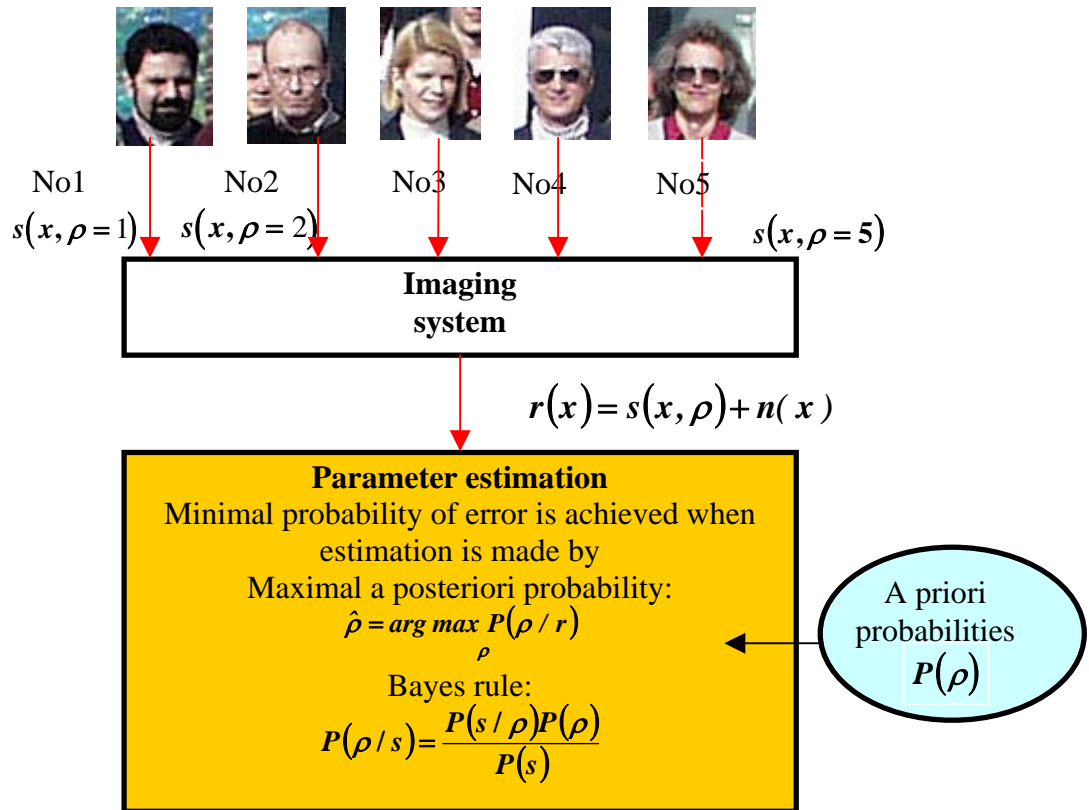 No1 No2 No3 No4 No5
s(x, ρ = 1) s(x, ρ = 2) s(x, ρ = 5)
Imaging
system
r(x) = s(x, ρ) + n( x )
Parameter estimation
Minimal probability of error is achieved when
estimation is made by
Maximal a posteriori probability:
ρ̂ = arg max P(ρ / r)
ρ
Bayes rule:
P(ρ / s) = P(s / ρ)P(ρ)
P(s)
A priori
probabilities
P(ρ)